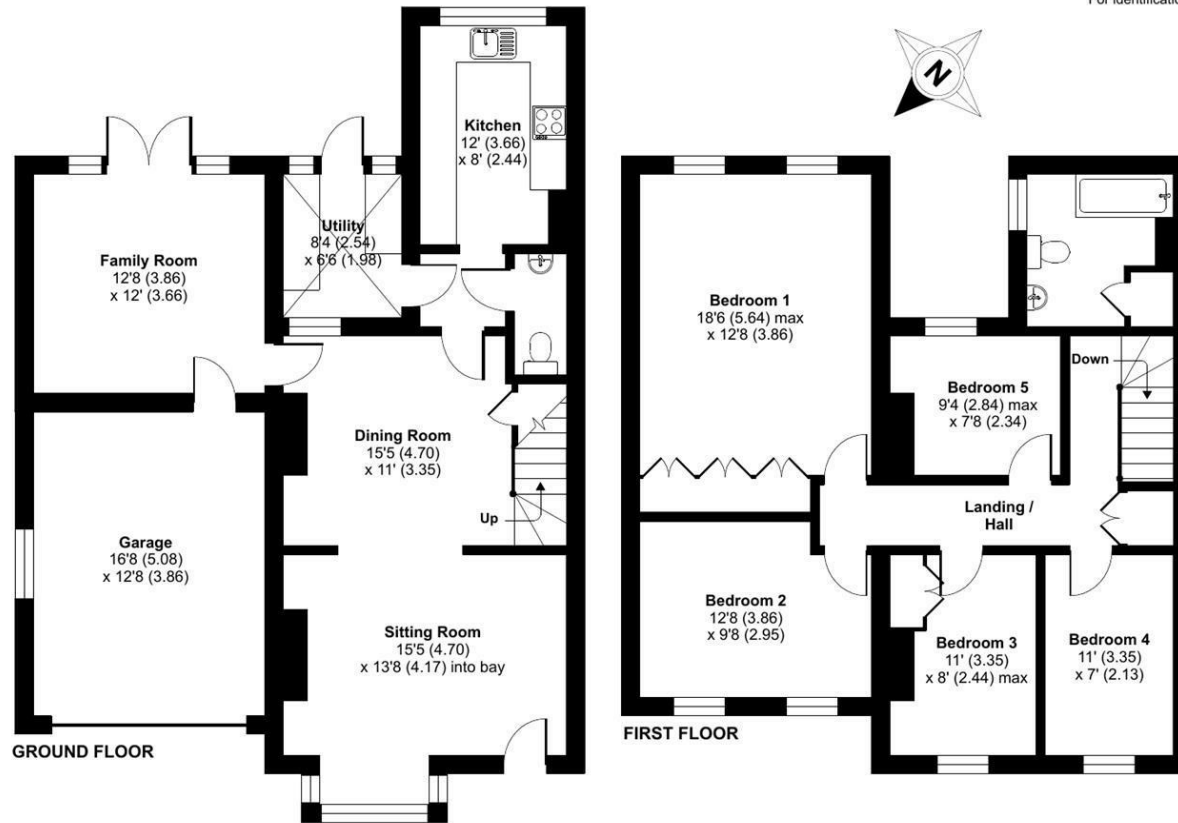 For identificatio
N
Kitchen
12' (3.66)
x 8' (2.44)
Utility
8'4 (2.54)
x 6'6 (1.98)
Family Room
12'8 (3.86)
x 12' (3.66)
Dining Room
15'5 (4.70)
x 11' (3.35)
Up
Garage
16'8 (5.08)
x 12'8 (3.86)
Sitting Room
15'5 (4.70)
x 13'8 (4.17) into bay
GROUND FLOOR
Bedroom 1
18'6 (5.64) max
x 12'8 (3.86)
Down
Bedroom 5
9'4 (2.84) max
x 7'8 (2.34)
Landing /
Hall
Bedroom 2
12'8 (3.86)
x 9'8 (2.95)
Bedroom 3
11' (3.35)
x 8' (2.44) max
Bedroom 4
11' (3.35)
x 7' (2.13)
FIRST FLOOR